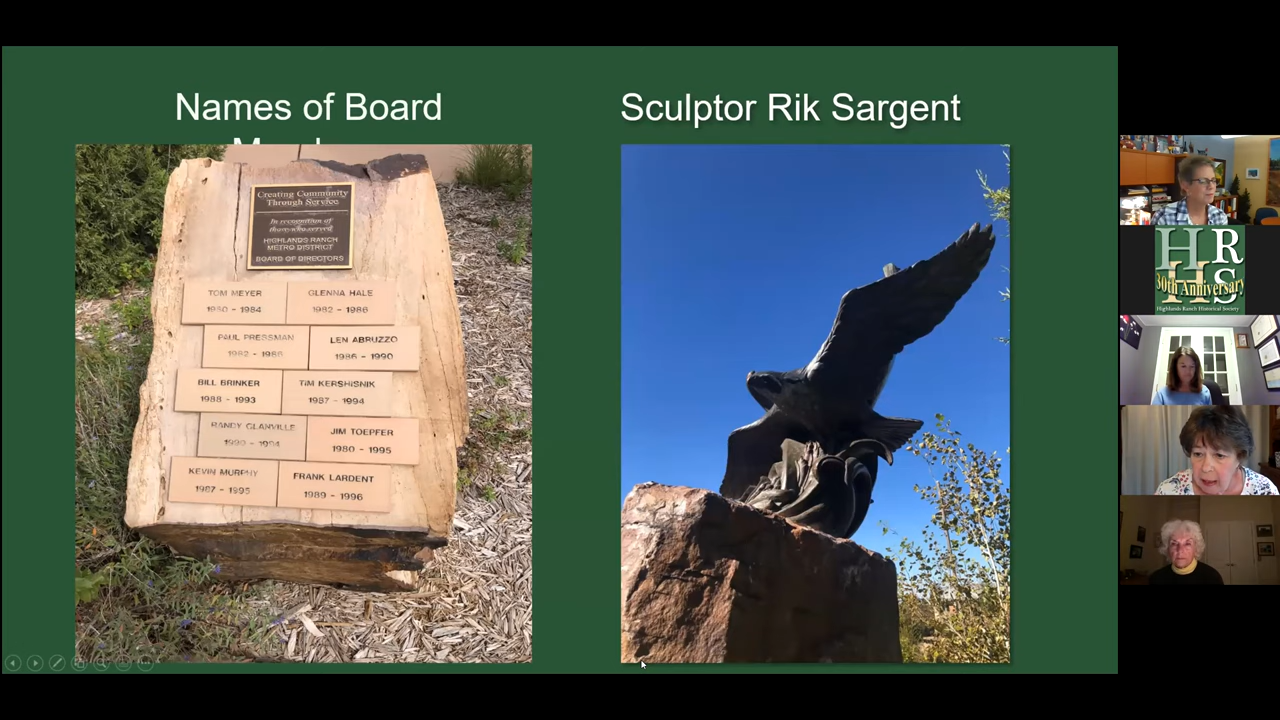 Names of Board
Sculptor Rik Sargent
Creating Community
Through Service
In recognition of
those who served
HIGHLANDS RANCH
METRO DISTRICT
BOARD OF DIRECTORS
TOM MEYER
1980 - 1984
GLENNA HALE
1982 - 1986
PAUL PRESSMAN
1982 - 1986
LEN ABRUZZO
1986 - 1990
BILL BRINKER
1988 - 1993
TIM KERSHISNIK
1987 - 1994
RANDY GLANVILLE
1990 - 1994
JIM TOEPFER
1980 - 1995
KEVIN MURPHY
1987 - 1995
FRANK LARDENT
1989 - 1996
HRHS
30th Anniversary
Highlands Ranch Historical Society